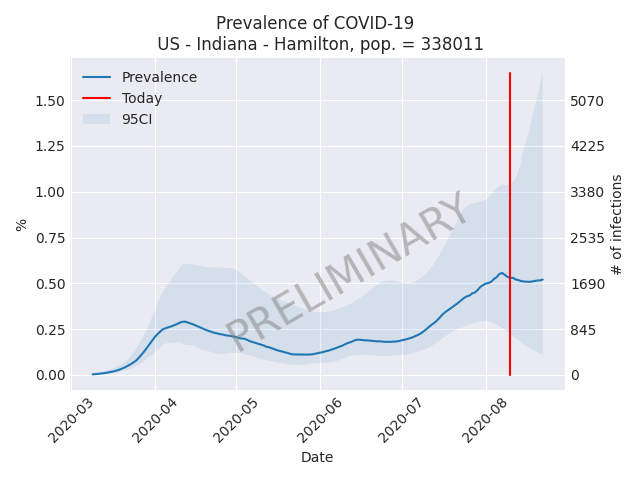 Prevalence of COVID-19
US - Indiana - Hamilton, pop. = 338011
Prevalence
Today
95CI
1.50
1.25
1.00
0.75
0.50
0.25
0.00
%
5070
4225
3380
2535
1690
845
0
# of infections
PRELIMINARY
2020-03
2020-04
2020-05
2020-06
2020-07
2020-08
Date